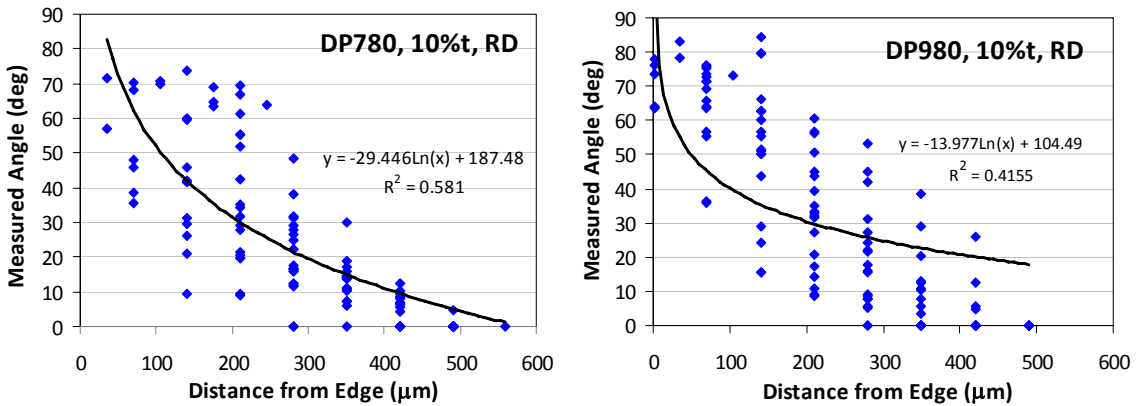 DP780, 10%t, RD
Measured Angle (deg)
90
80
70
60
50
40
30
20
10
0
y = -29.446Ln(x) + 187.48
R² = 0.581
0 100 200 300 400 500 600
Distance from Edge (μm)
DP980, 10%t, RD
Measured Angle (deg)
90
80
70
60
50
40
30
20
10
0
y = -13.977Ln(x) + 104.49
R² = 0.4155
0 100 200 300 400 500 600
Distance from Edge (μm)